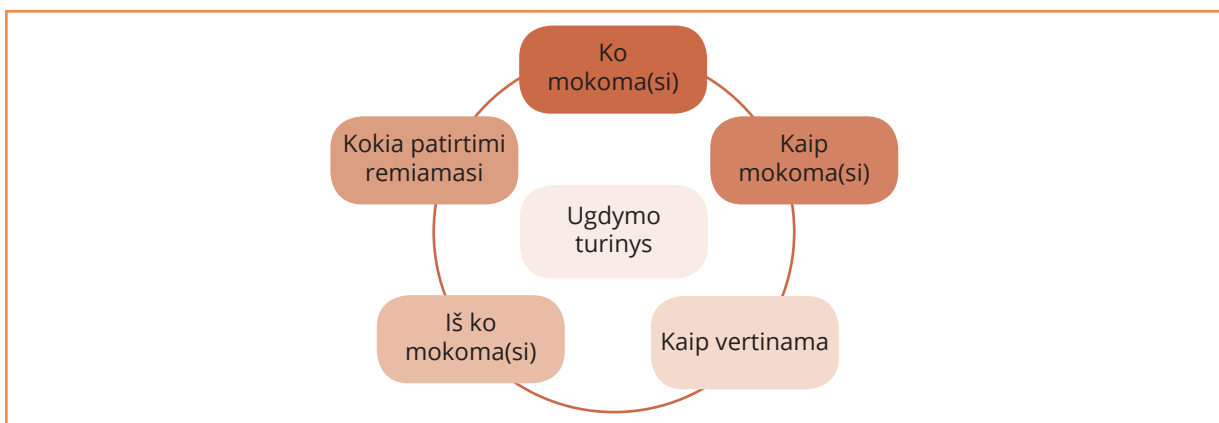 Ko
mokoma(si)
Kaip
mokoma(si)
Kaip vertinama
Iš ko
mokoma(si)
Kokia patirtimi
remiamasi
Ugdymo
turinys